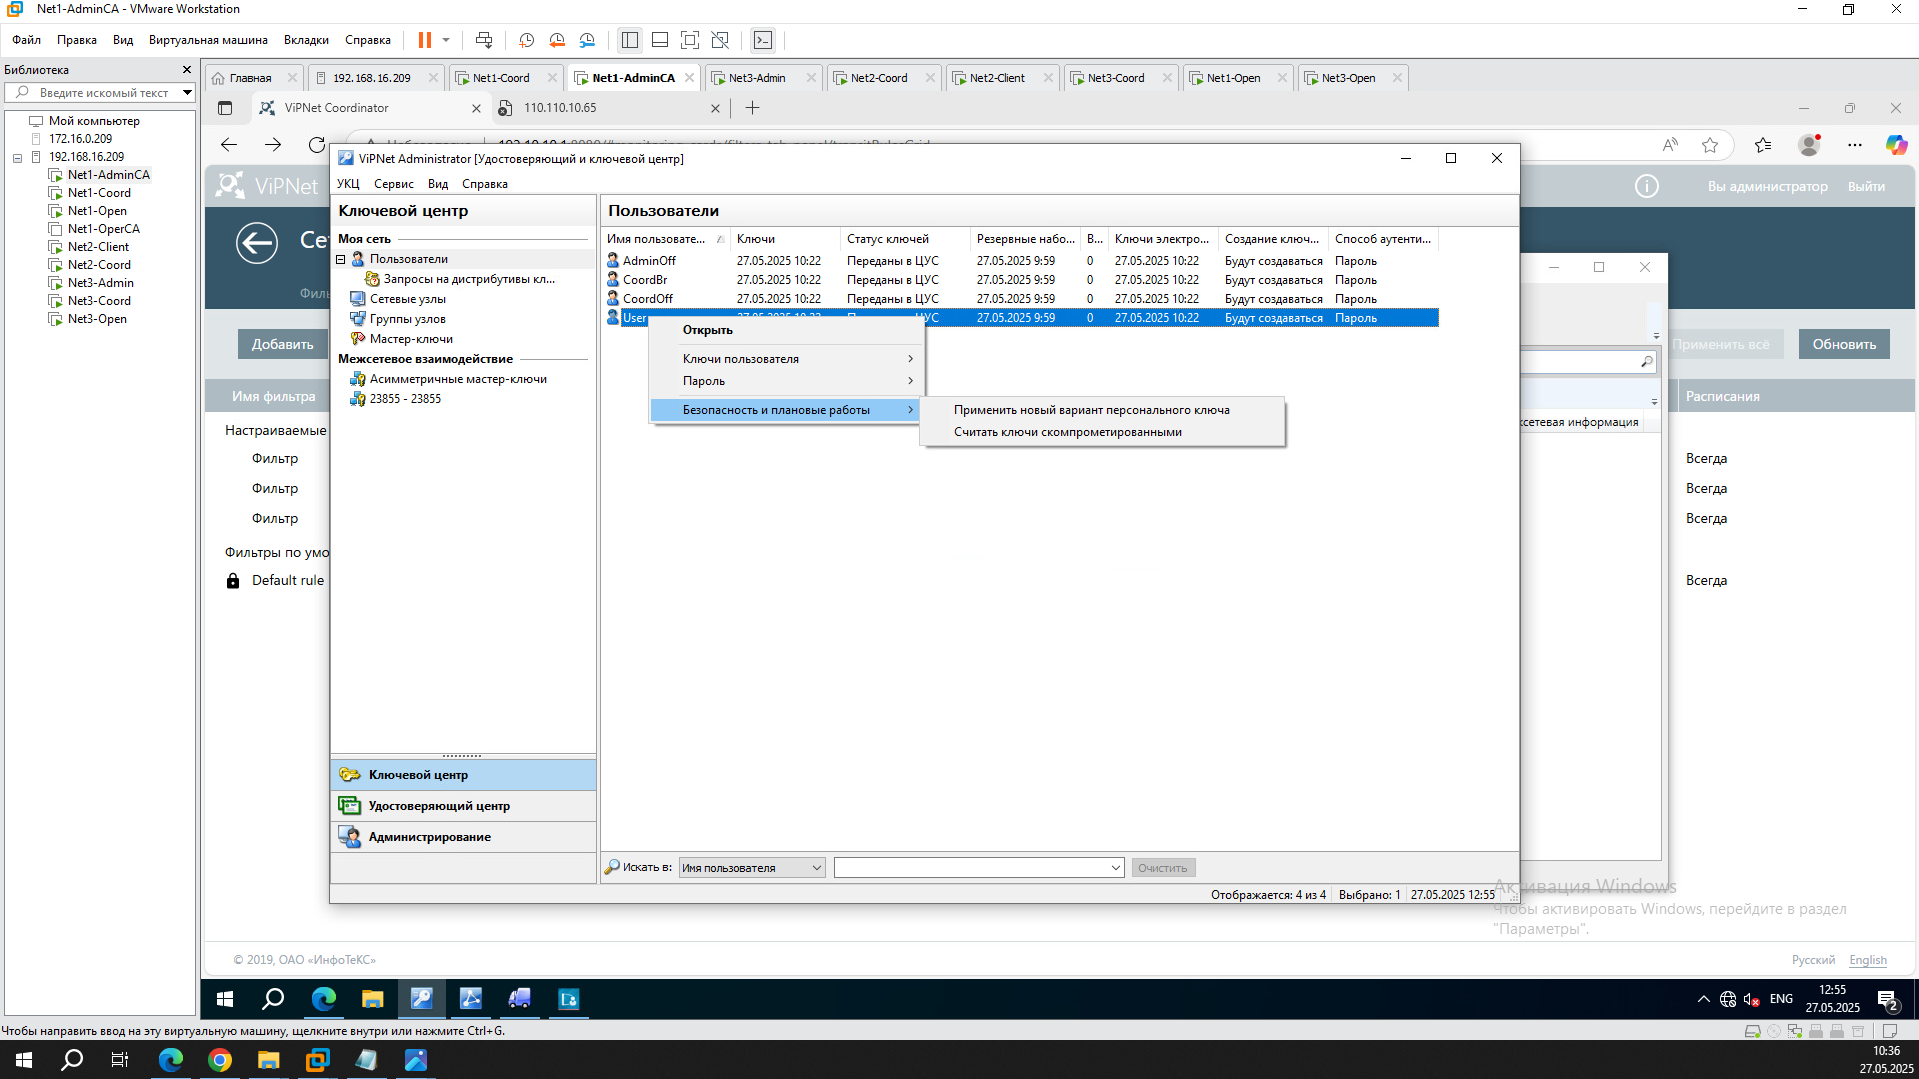 Net1-AdminCA - VMware Workstation
Файл Правка Вид Виртуальная машина Вкладки Справка
Библиотека
Введите искомый текст
Мой компьютер
172.16.0.209
192.168.16.209
Net1-AdminCA
Net1-Coord
Net1-Open
Net1-OperCA
Net2-Client
Net2-Coord
Net3-Admin
Net3-Coord
Net3-Open
Главная 192.168.16.209 Net1-Coord Net1-AdminCA Net3-Admin Net2-Coord Net2-Client Net3-Coord Net1-Open Net3-Open
ViPNet Coordinator 110.110.10.65
ViPNet
Вы администратор Выйти
Добавить
Применить всё Обновить
Имя фильтра
Расписания
Настраиваемые
Фильтр Всегда
Фильтр Всегда
Фильтр Всегда
Фильтры по умо
Default rule Всегда
ViPNet Administrator [Удостоверяющий и ключевой центр]
УКЦ Сервис Вид Справка
Ключевой центр
Моя сеть
Пользователи
Запросы на дистрибутивы кл...
Сетевые узлы
Группы узлов
Мастер-ключи
Межсетевое взаимодействие
Асимметричные мастер-ключи
23855 - 23855
Ключевой центр
Удостоверяющий центр
Администрирование
Пользователи
Имя пользовате... Ключи Статус ключей Резервные набо... В... Ключи электро... Создание ключ... Способ аутенти...
AdminOff 27.05.2025 10:22 Переданы в ЦУС 27.05.2025 9:59 0 27.05.2025 10:22 Будут создаваться Пароль
CoordBr 27.05.2025 10:22 Переданы в ЦУС 27.05.2025 9:59 0 27.05.2025 10:22 Будут создаваться Пароль
CoordOff 27.05.2025 10:22 Переданы в ЦУС 27.05.2025 9:59 0 27.05.2025 10:22 Будут создаваться Пароль
User ЦУС 27.05.2025 9:59 0 27.05.2025 10:22 Будут создаваться Пароль
Открыть
Ключи пользователя
Пароль
Безопасность и плановые работы
Применить новый вариант персонального ключа
Считать ключи скомпрометированными
сетевая информация
Искать в: Имя пользователя Очистить
Отображается: 4 из 4 Выбрано: 1 27.05.2025 12:55
Активация Windows
Чтобы активировать Windows, перейдите в раздел
"Параметры".
© 2019, ОАО «ИнфоТеКС»
Русский English
ENG 12:55
27.05.2025
2
Чтобы направить ввод на эту виртуальную машину, щелкните внутри или нажмите Ctrl+G.
10:36
27.05.2025